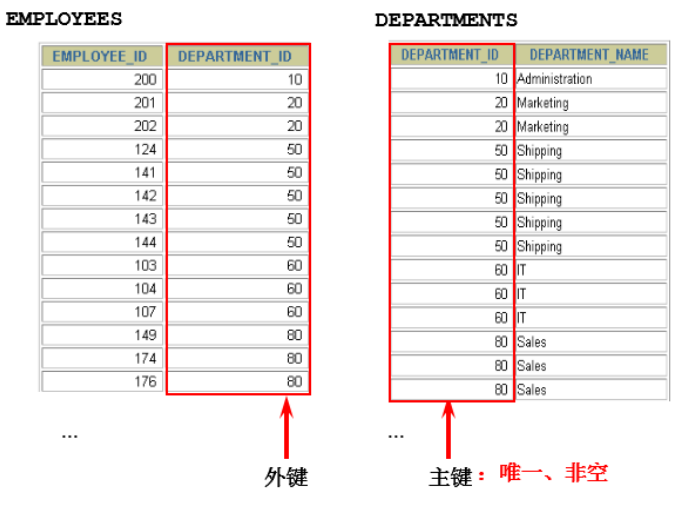 EMPLOYEES
EMPLOYEE_ID DEPARTMENT_ID
200 10
201 20
202 20
124 50
141 50
142 50
143 50
144 50
103 60
104 60
107 60
149 80
174 80
176 80
...
外键
DEPARTMENTS
DEPARTMENT_ID DEPARTMENT_NAME
10 Administration
20 Marketing
20 Marketing
50 Shipping
50 Shipping
50 Shipping
50 Shipping
50 Shipping
60 IT
60 IT
60 IT
80 Sales
80 Sales
80 Sales
...
主键：唯一、非空